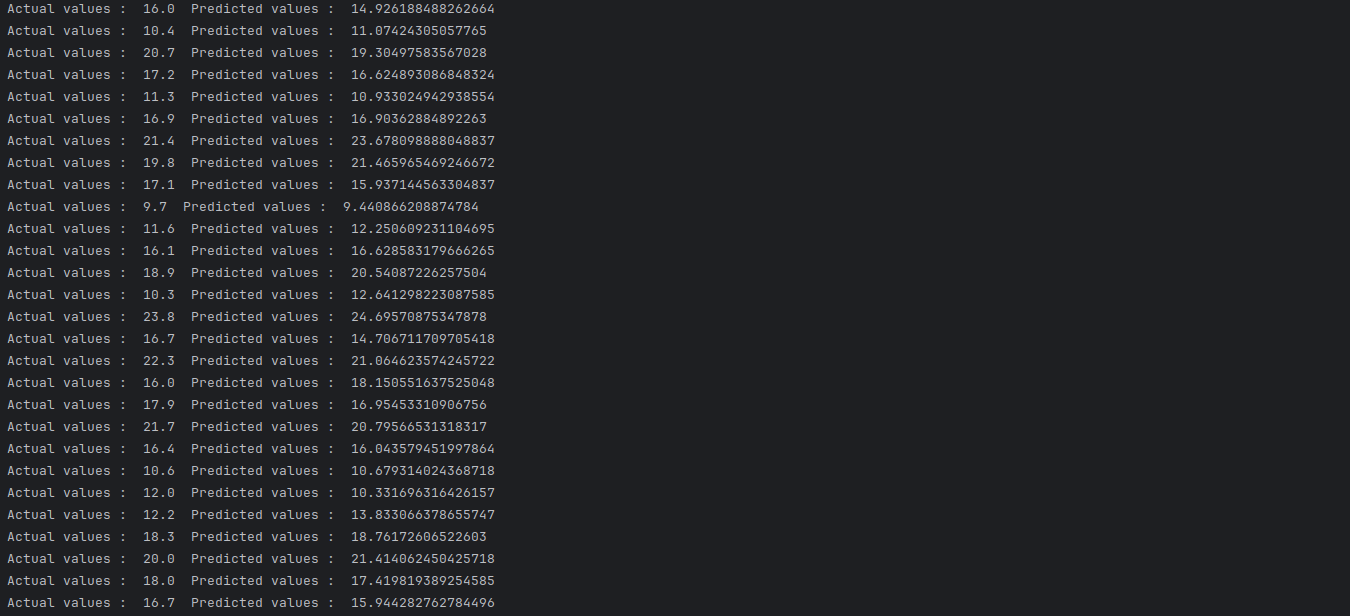 Actual values :  16.0  Predicted values :  14.926188488262664
Actual values :  10.4  Predicted values :  11.07424305057765
Actual values :  20.7  Predicted values :  19.30497583567028
Actual values :  17.2  Predicted values :  16.624893086848324
Actual values :  11.3  Predicted values :  10.933024942938554
Actual values :  16.9  Predicted values :  16.90362884892263
Actual values :  21.4  Predicted values :  23.678098888048837
Actual values :  19.8  Predicted values :  21.465965469246672
Actual values :  17.1  Predicted values :  15.937144563304837
Actual values :  9.7  Predicted values :  9.440866208874784
Actual values :  11.6  Predicted values :  12.250609231104695
Actual values :  16.1  Predicted values :  16.628583179666265
Actual values :  18.9  Predicted values :  20.54087226257504
Actual values :  10.3  Predicted values :  12.641298223087585
Actual values :  23.8  Predicted values :  24.69570875347878
Actual values :  16.7  Predicted values :  14.706711709705418
Actual values :  22.3  Predicted values :  21.064623574245722
Actual values :  16.0  Predicted values :  18.150551637525048
Actual values :  17.9  Predicted values :  16.95453310906756
Actual values :  21.7  Predicted values :  20.79566531318317
Actual values :  16.4  Predicted values :  16.043579451997864
Actual values :  10.6  Predicted values :  10.679314024368718
Actual values :  12.0  Predicted values :  10.331696316426157
Actual values :  12.2  Predicted values :  13.833066378655747
Actual values :  18.3  Predicted values :  18.76172606522603
Actual values :  20.0  Predicted values :  21.414062450425718
Actual values :  18.0  Predicted values :  17.419819389254585
Actual values :  16.7  Predicted values :  15.944282762784496